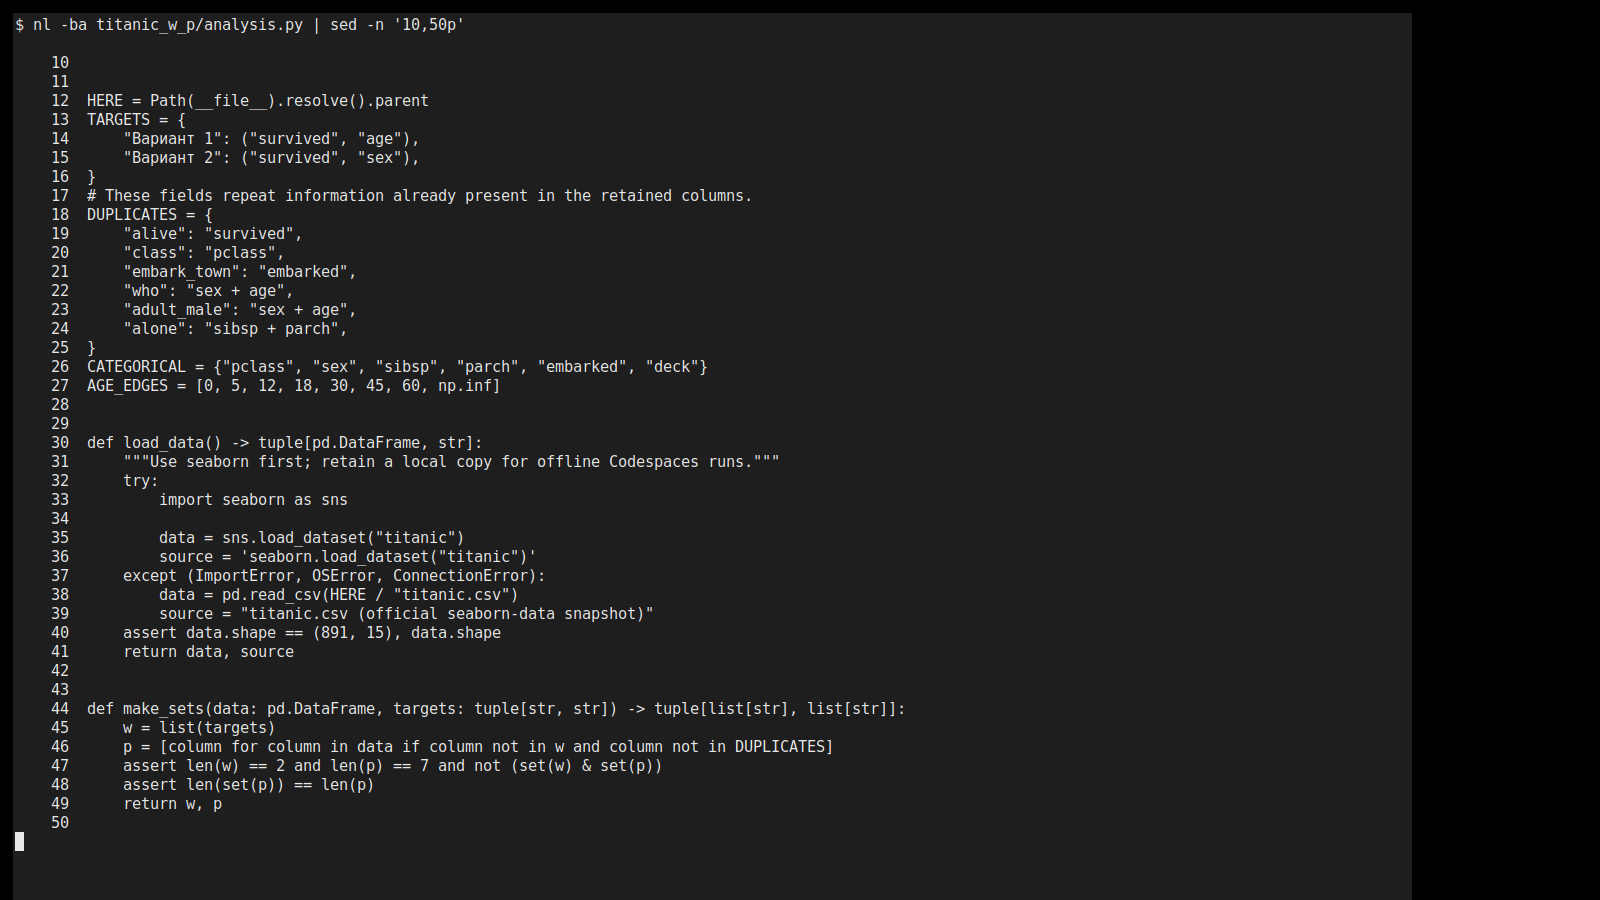 $ nl -ba titanic_w_p/analysis.py | sed -n '10,50p'
10
11
12  HERE = Path(__file__).resolve().parent
13  TARGETS = {
14      "Вариант 1": ("survived", "age"),
15      "Вариант 2": ("survived", "sex"),
16  }
17  # These fields repeat information already present in the retained columns.
18  DUPLICATES = {
19      "alive": "survived",
20      "class": "pclass",
21      "embark_town": "embarked",
22      "who": "sex + age",
23      "adult_male": "sex + age",
24      "alone": "sibsp + parch",
25  }
26  CATEGORICAL = {"pclass", "sex", "sibsp", "parch", "embarked", "deck"}
27  AGE_EDGES = [0, 5, 12, 18, 30, 45, 60, np.inf]
28
29
30  def load_data() -> tuple[pd.DataFrame, str]:
31      """Use seaborn first; retain a local copy for offline Codespaces runs."""
32      try:
33          import seaborn as sns
34
35          data = sns.load_dataset("titanic")
36          source = 'seaborn.load_dataset("titanic")'
37      except (ImportError, OSError, ConnectionError):
38          data = pd.read_csv(HERE / "titanic.csv")
39          source = "titanic.csv (official seaborn-data snapshot)"
40      assert data.shape == (891, 15), data.shape
41      return data, source
42
43
44  def make_sets(data: pd.DataFrame, targets: tuple[str, str]) -> tuple[list[str], list[str]]:
45      w = list(targets)
46      p = [column for column in data if column not in w and column not in DUPLICATES]
47      assert len(w) == 2 and len(p) == 7 and not (set(w) & set(p))
48      assert len(set(p)) == len(p)
49      return w, p
50